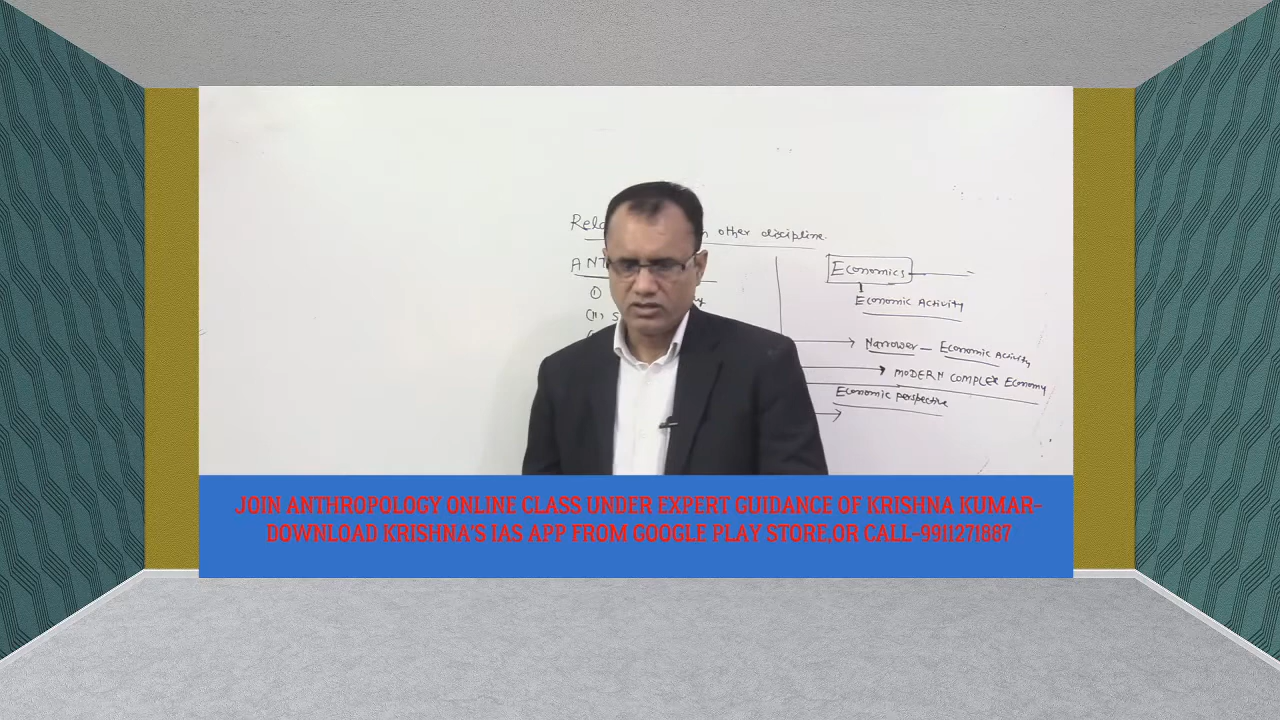 other discipline.
Economics
①
Economic Activity
Narrower — Economic Activity
MODERN COMPLEX Economy
Economic perspective
JOIN ANTHROPOLOGY ONLINE CLASS UNDER EXPERT GUIDANCE OF KRISHNA KUMAR-
DOWNLOAD KRISHNA'S IAS APP FROM GOOGLE PLAY STORE,OR CALL-9911271887